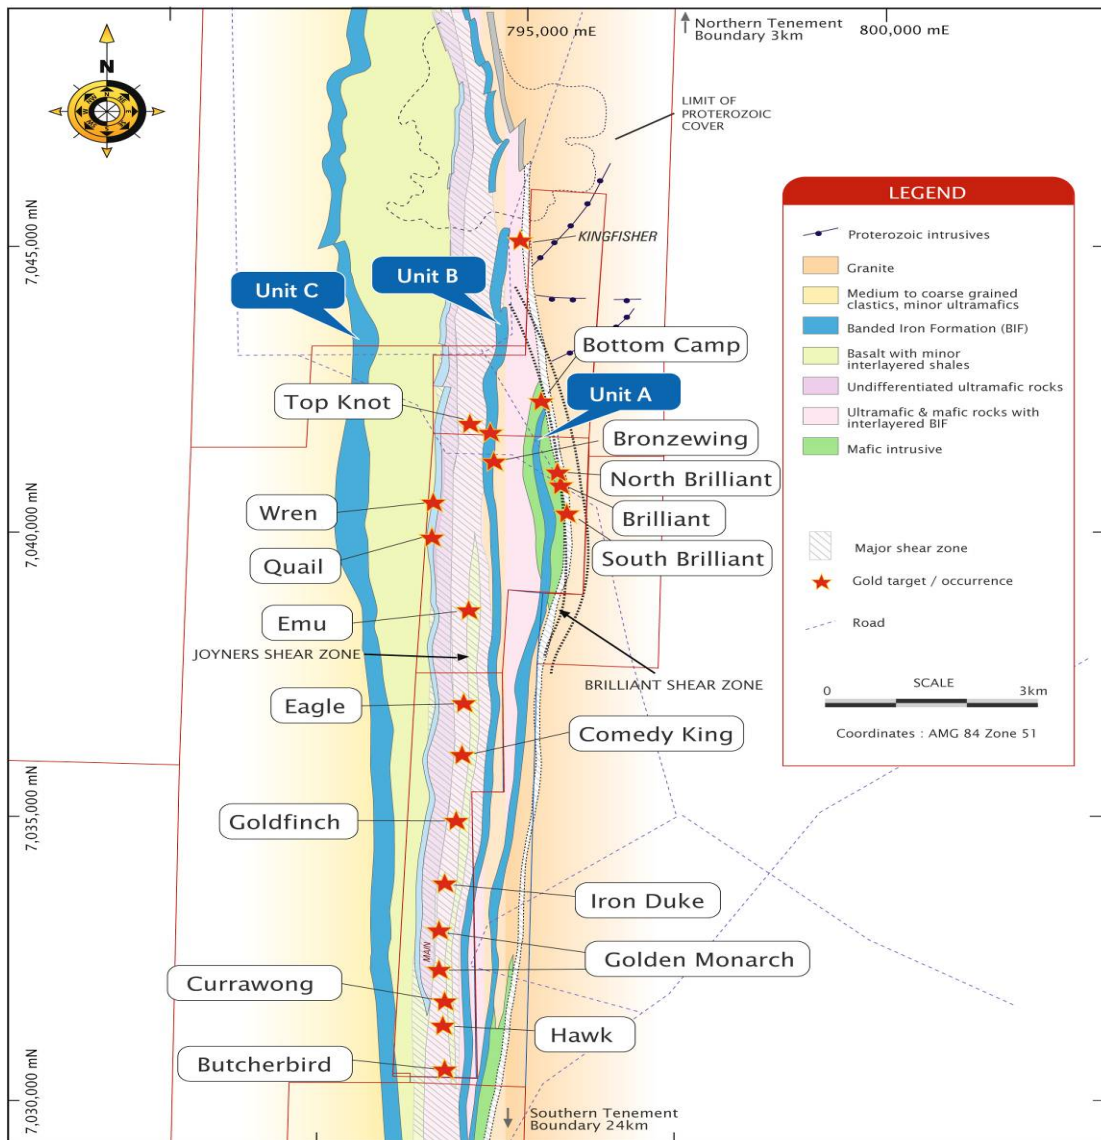 795,000 mE
Northern Tenement
Boundary 3km
800,000 mE
N
LIMIT OF
PROTEROZOIC
COVER
7,045,000 mN
KINGFISHER
Unit C
Unit B
Bottom Camp
Unit A
Top Knot
Bronzewing
North Brilliant
Wren
Brilliant
7,040,000 mN
Quail
South Brilliant
Emu
JOYNERS SHEAR ZONE
BRILLIANT SHEAR ZONE
Eagle
Comedy King
7,035,000 mN
Goldfinch
Iron Duke
MAIN
Golden Monarch
Currawong
Hawk
Butcherbird
7,030,000 mN
Southern Tenement
Boundary 24km
LEGEND
Proterozoic intrusives
Granite
Medium to coarse grained
clastics, minor ultramafics
Banded Iron Formation (BIF)
Basalt with minor
interlayered shales
Undifferentiated ultramafic rocks
Ultramafic & mafic rocks with
interlayered BIF
Mafic intrusive
Major shear zone
Gold target / occurrence
Road
SCALE
0 3km
Coordinates : AMG 84 Zone 51